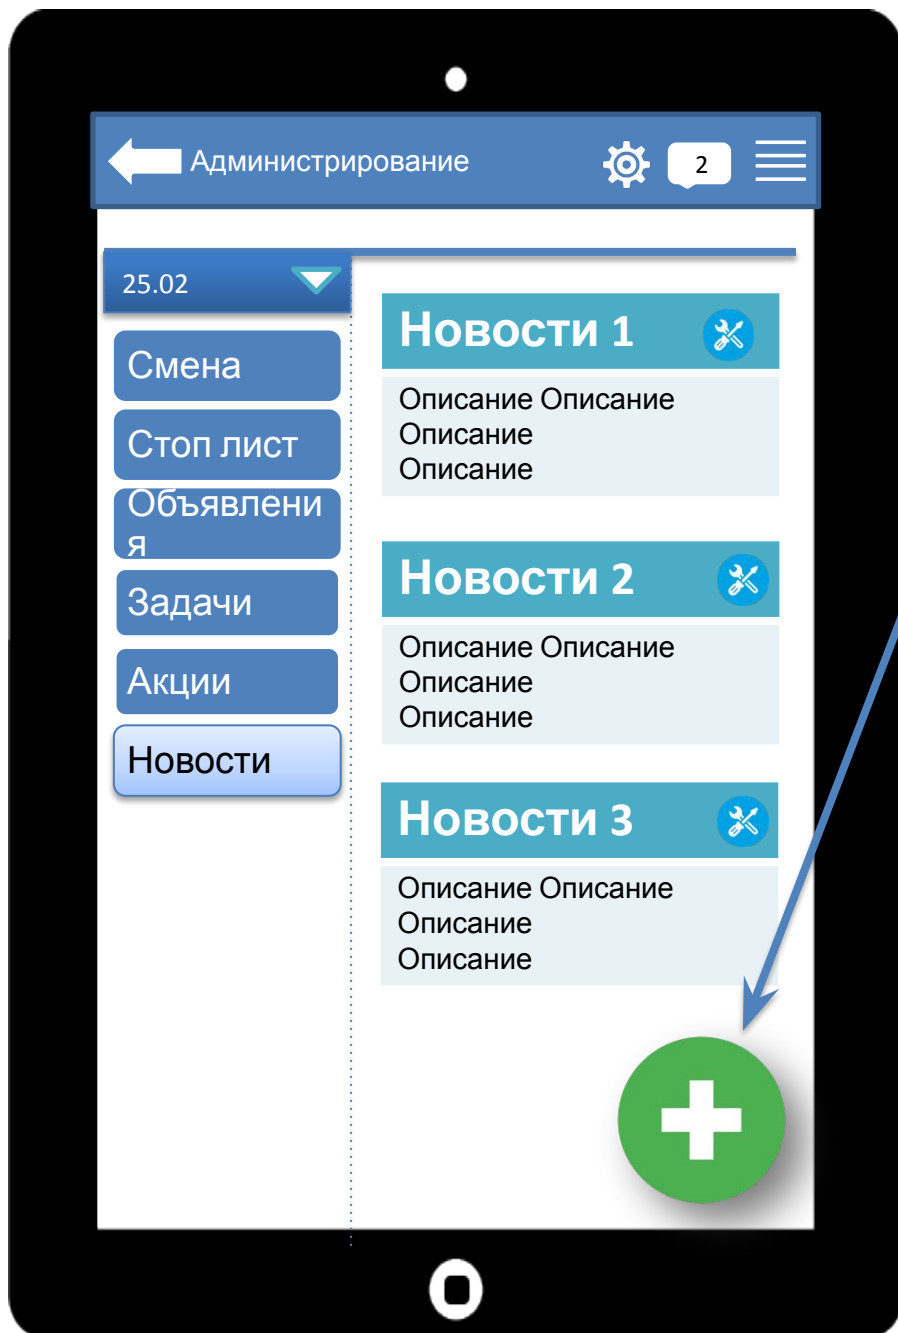 Администрирование
2
25.02
Смена
Стоп лист
Объявлени
я
Задачи
Акции
Новости
Новости 1
Описание Описание
Описание
Описание
Новости 2
Описание Описание
Описание
Описание
Новости 3
Описание Описание
Описание
Описание